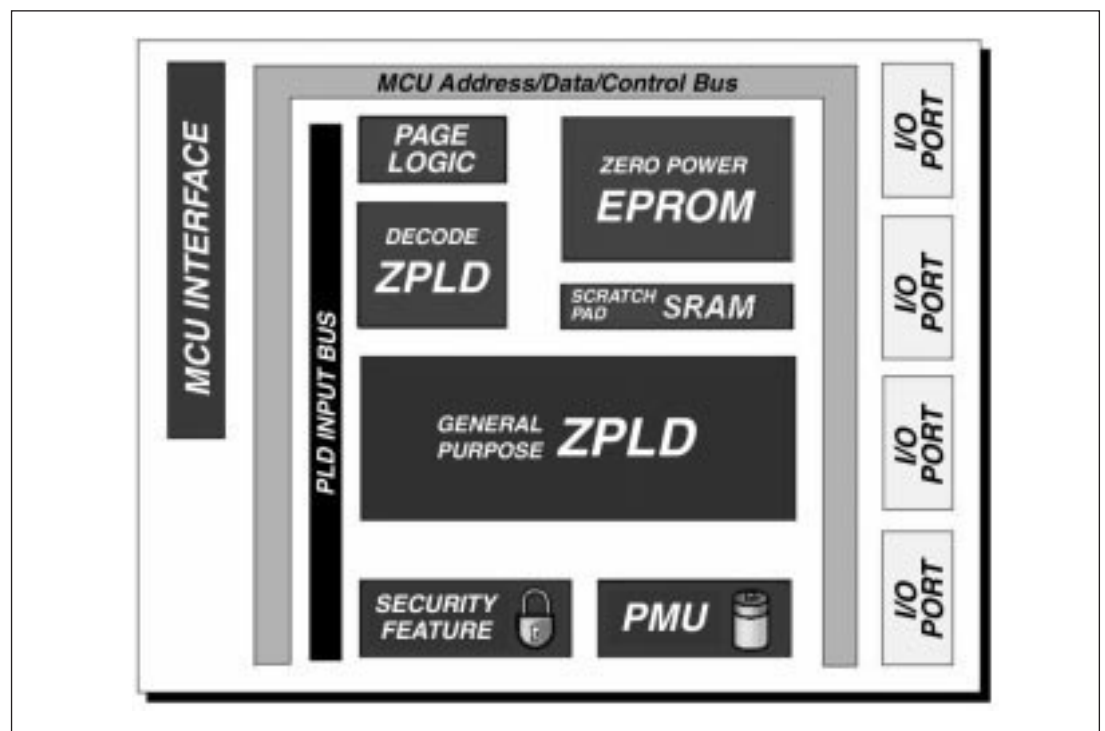 MCU Address/Data/Control Bus
MCU INTERFACE
PLD INPUT BUS
PAGE
LOGIC
ZERO POWER
EPROM
DECODE
ZPLD
SCRATCH
PAD
SRAM
GENERAL
PURPOSE
ZPLD
SECURITY
FEATURE
PMU
I/O
PORT
I/O
PORT
I/O
PORT
I/O
PORT